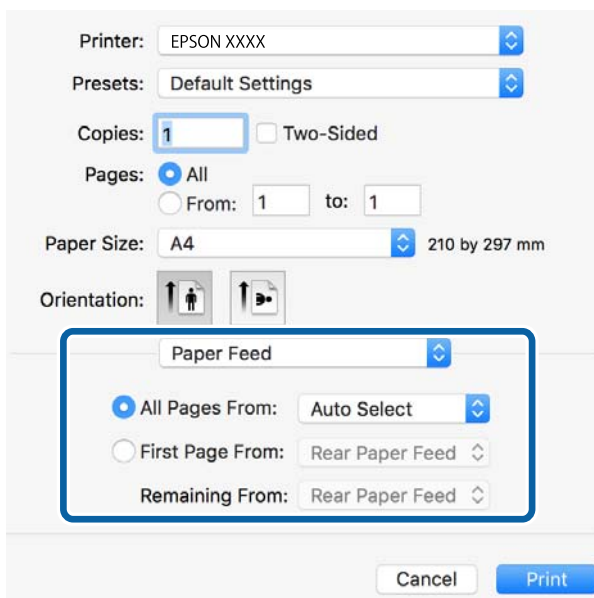 Printer: EPSON XXXX
Presets: Default Settings
Copies: 1 Two-Sided
Pages: All
From: 1 to: 1
Paper Size: A4 210 by 297 mm
Orientation:
Paper Feed
All Pages From: Auto Select
First Page From: Rear Paper Feed
Remaining From: Rear Paper Feed
Cancel Print